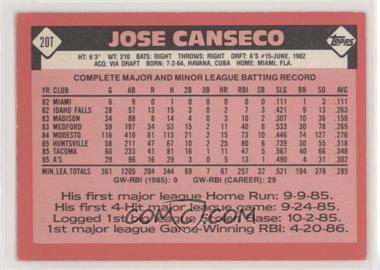 20T
JOSE CANSECO
topps
HT: 6'3" WT: 210 BATS: RIGHT THROWS: RIGHT DRFT: A's #15-JUNE, 1982
ACQ: VIA DRAFT BORN: 7-2-64, HAVANA, CUBA HOME: MIAMI, FLA.
COMPLETE MAJOR AND MINOR LEAGUE BATTING RECORD
YR CLUB G AB R H 2B 3B HR RBI SB SLG BB SO AVG
82 MIAMI 6 9 0 1 0 0 0 0 0 .111 1 3 .111
82 IDAHO FALLS 28 57 13 15 3 0 2 7 3 .421 9 13 .263
83 MADISON 34 88 8 14 4 0 3 10 2 .307 10 36 .159
83 MEDFORD 59 197 34 53 15 2 11 40 6 .533 30 78 .269
84 MODESTO 116 410 61 113 21 2 15 73 10 .446 74 127 .276
85 HUNTSVILLE 58 211 47 67 10 2 25 80 6 .739 30 55 .318
85 TACOMA 60 233 41 81 16 1 11 47 5 .567 40 66 .348
85 A'S 29 96 16 29 3 0 5 13 1 .490 4 31 .302
MIN. LEA. TOTALS 361 1205 204 344 69 7 67 257 32 .521 194 378 .285
GW-RBI (1985): 9 GW-RBI (CAREER): 29
His first major league Home Run: 9-9-85.
His first 4-Hit major league game: 9-24-85.
Logged 1st big league Stolen Base: 10-2-85.
1st major league Game-Winning RBI: 4-20-86.